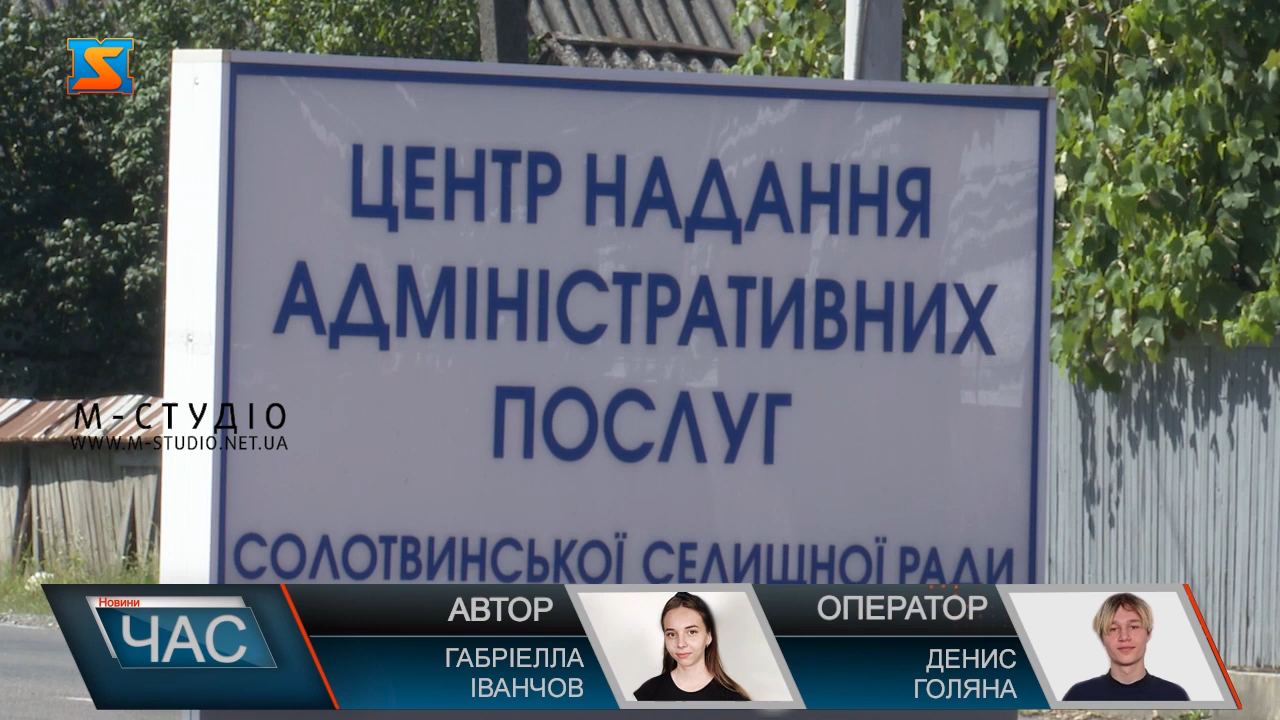 ЦЕНТР НАДАННЯ
АДМІНІСТРАТИВНИХ
ПОСЛУГ
СОЛОТВИНСЬКОЇ СЕЛИЩНОЇ РАДИ
М-СТУДІО
WWW.M-STUDIO.NET.UA
Новини
ЧАС
АВТОР
ГАБРІЕЛЛА
ІВАНЧОВ
ОПЕРАТОР
ДЕНИС
ГОЛЯНА